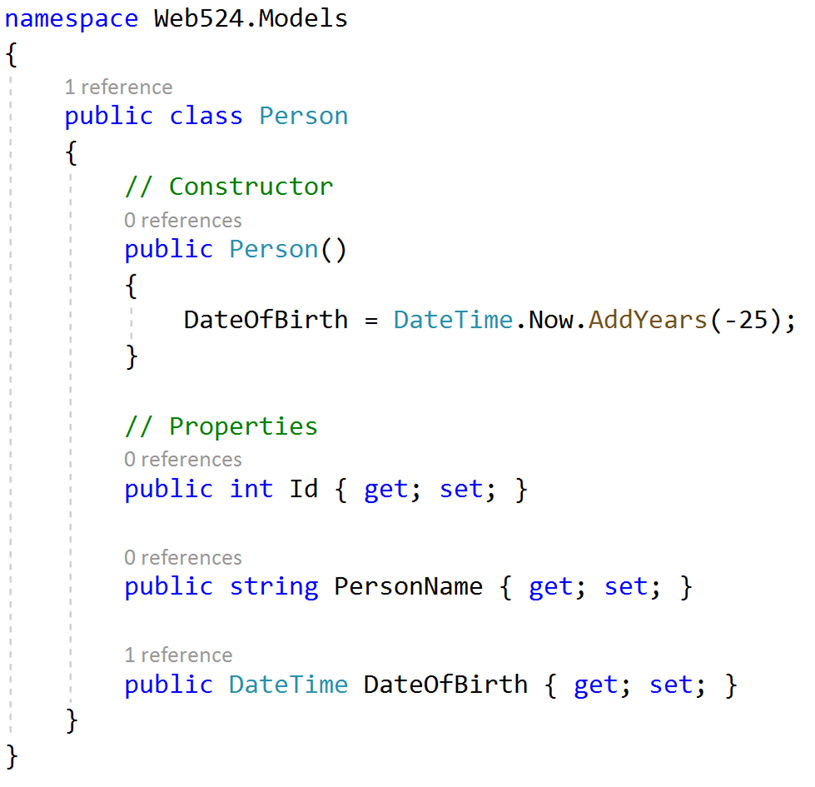 namespace Web524.Models
{
1 reference
public class Person
{
// Constructor
0 references
public Person()
{
DateOfBirth = DateTime.Now.AddYears(-25);
}
// Properties
0 references
public int Id { get; set; }
0 references
public string PersonName { get; set; }
1 reference
public DateTime DateOfBirth { get; set; }
}
}